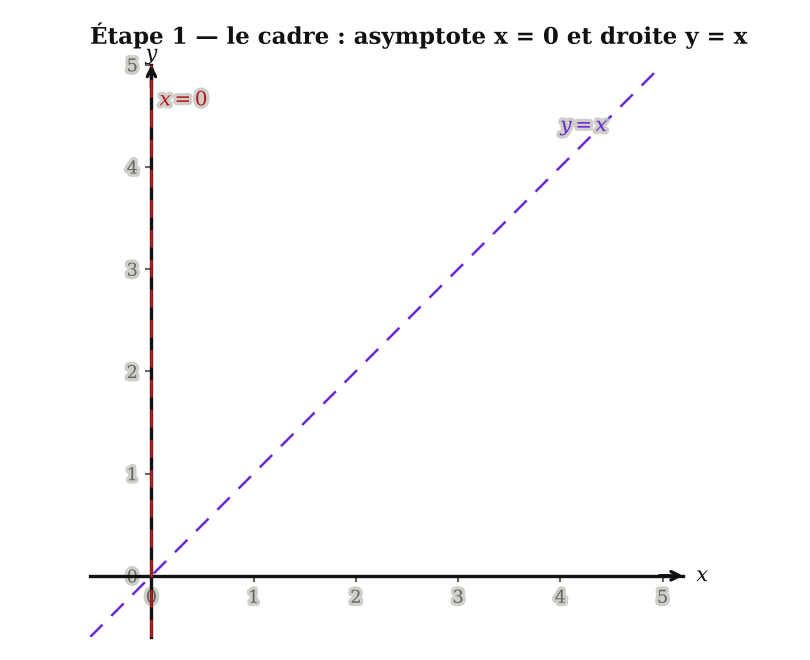 Étape 1 — le cadre : asymptote x = 0 et droite y = x
y
5
x = 0
y = x
4
3
2
1
0
x
0 1 2 3 4 5